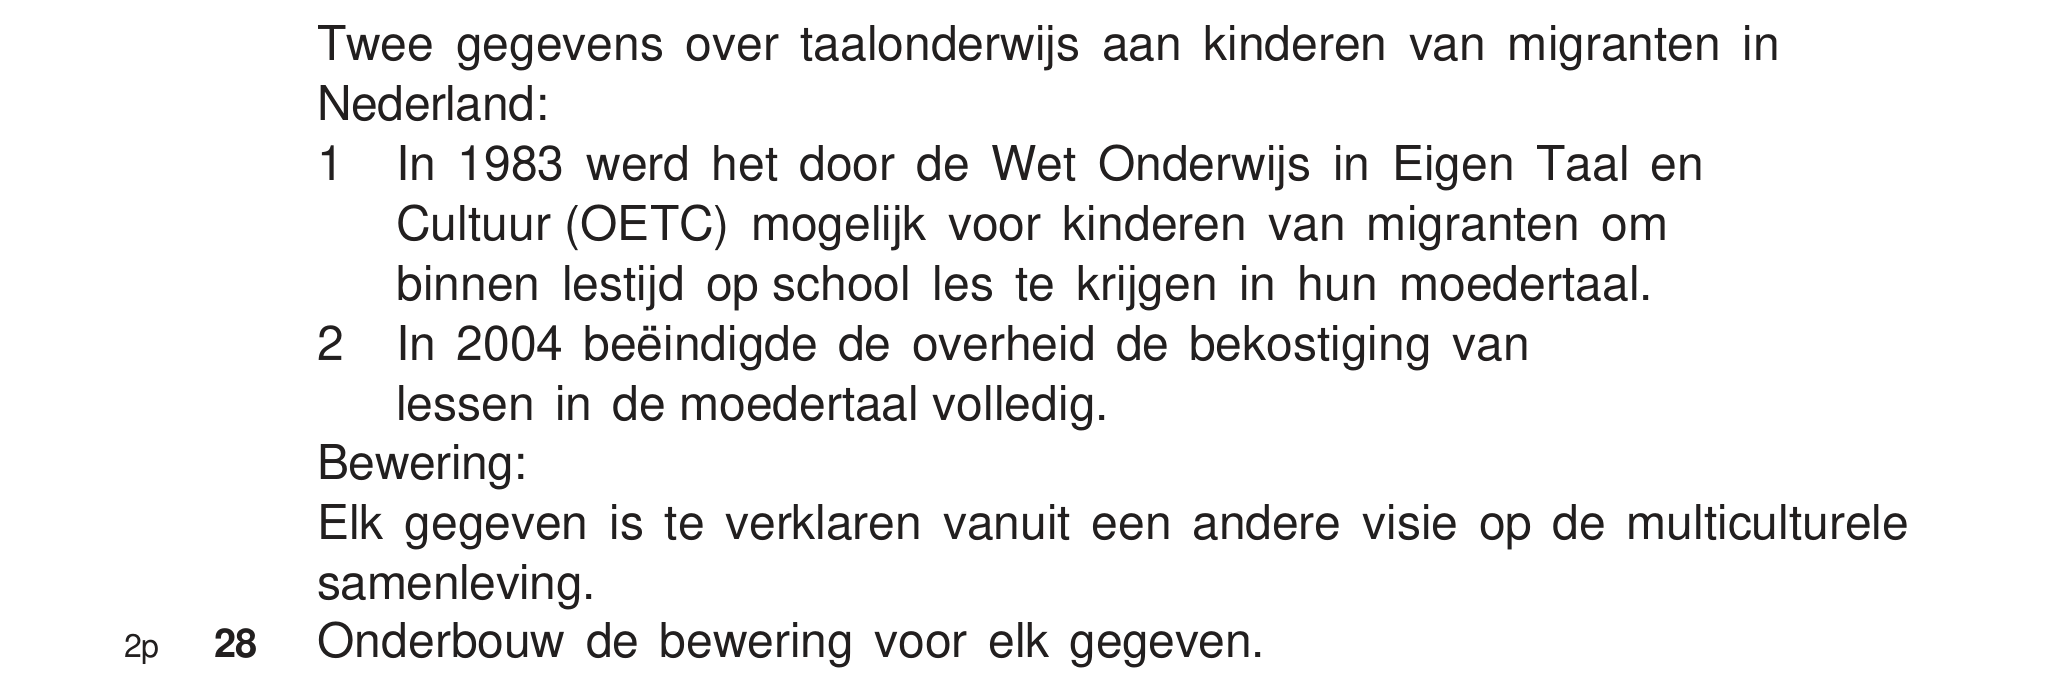 Twee gegevens over taalonderwijs aan kinderen van migranten in
Nederland:
1 In 1983 werd het door de Wet Onderwijs in Eigen Taal en
Cultuur (OETC) mogelijk voor kinderen van migranten om
binnen lestijd op school les te krijgen in hun moedertaal.
2 In 2004 beëindigde de overheid de bekostiging van
lessen in de moedertaal volledig.
Bewering:
Elk gegeven is te verklaren vanuit een andere visie op de multiculturele
samenleving.
2p 28 Onderbouw de bewering voor elk gegeven.